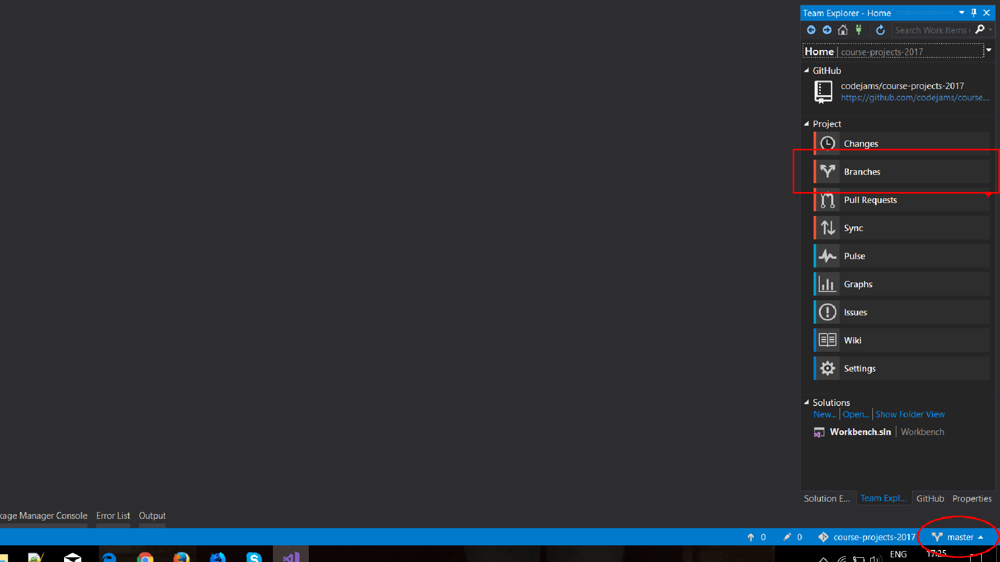 Team Explorer - Home
Search Work Items (
Home | course-projects-2017
GitHub
codejams/course-projects-2017
https://github.com/codejams/course...
Project
Changes
Branches
Pull Requests
Sync
Pulse
Graphs
Issues
Wiki
Settings
Solutions
New... | Open... | Show Folder View
Workbench.sln | Workbench
Solution E... Team Expl... GitHub Properties
kage Manager Console Error List Output
0 0 course-projects-2017 master
ENG 17:25